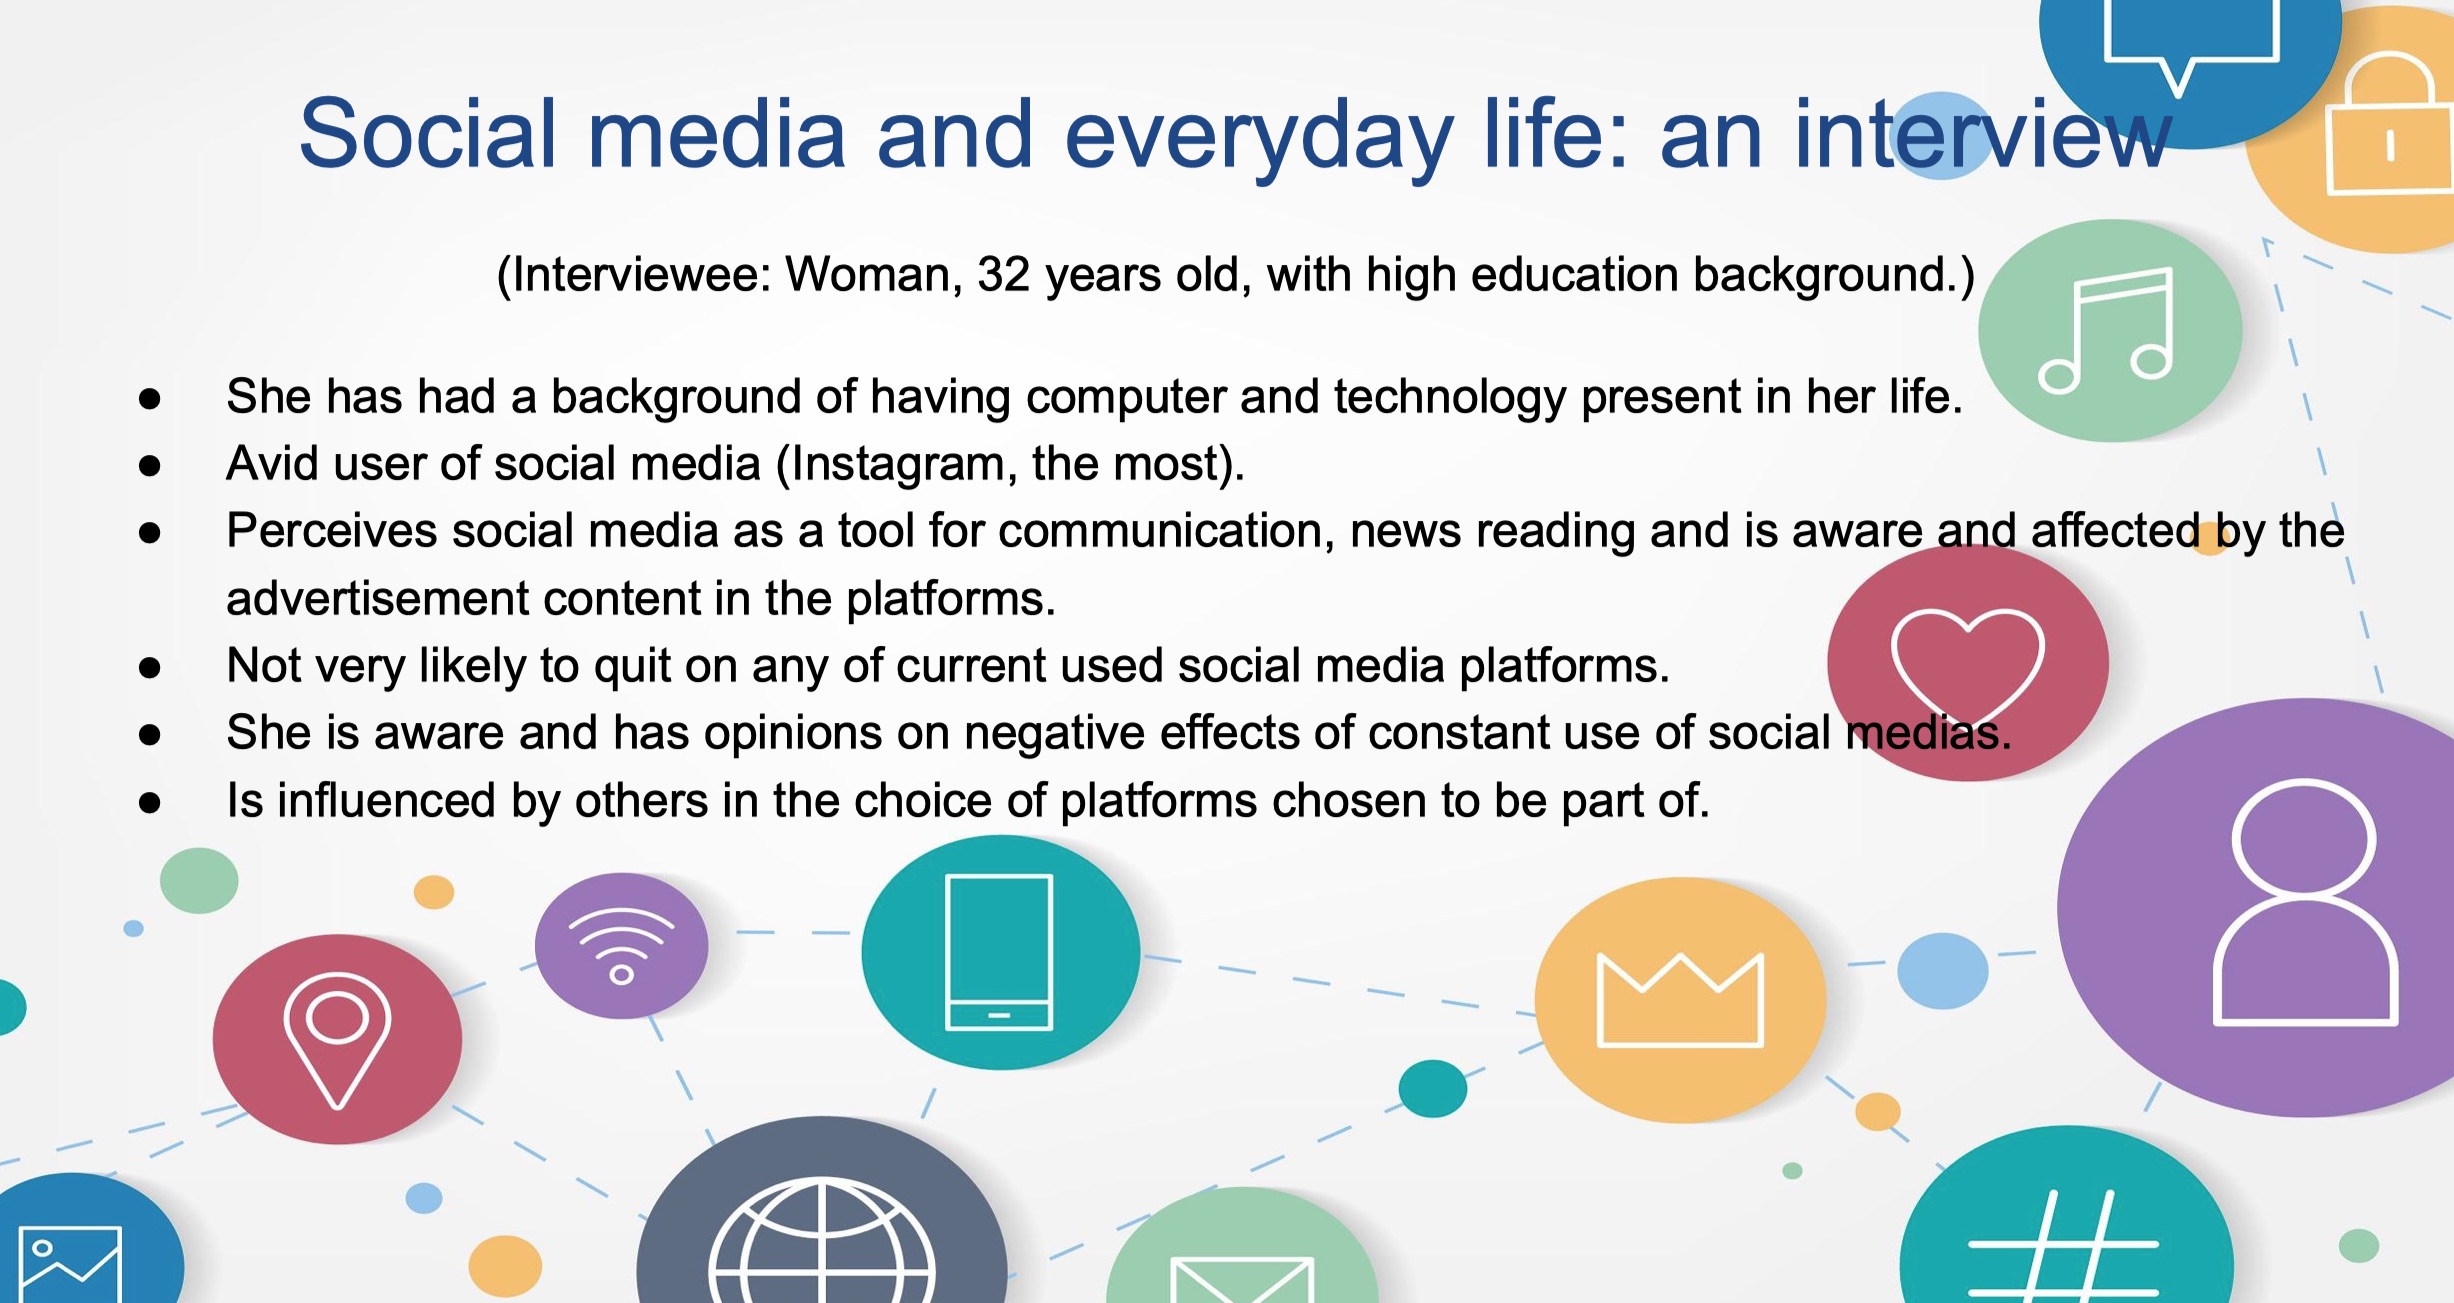 Social media and everyday life: an interview
(Interviewee: Woman, 32 years old, with high education background.)
● She has had a background of having computer and technology present in her life.
● Avid user of social media (Instagram, the most).
● Perceives social media as a tool for communication, news reading and is aware and affected by the
advertisement content in the platforms.
● Not very likely to quit on any of current used social media platforms.
● She is aware and has opinions on negative effects of constant use of social medias.
● Is influenced by others in the choice of platforms chosen to be part of.